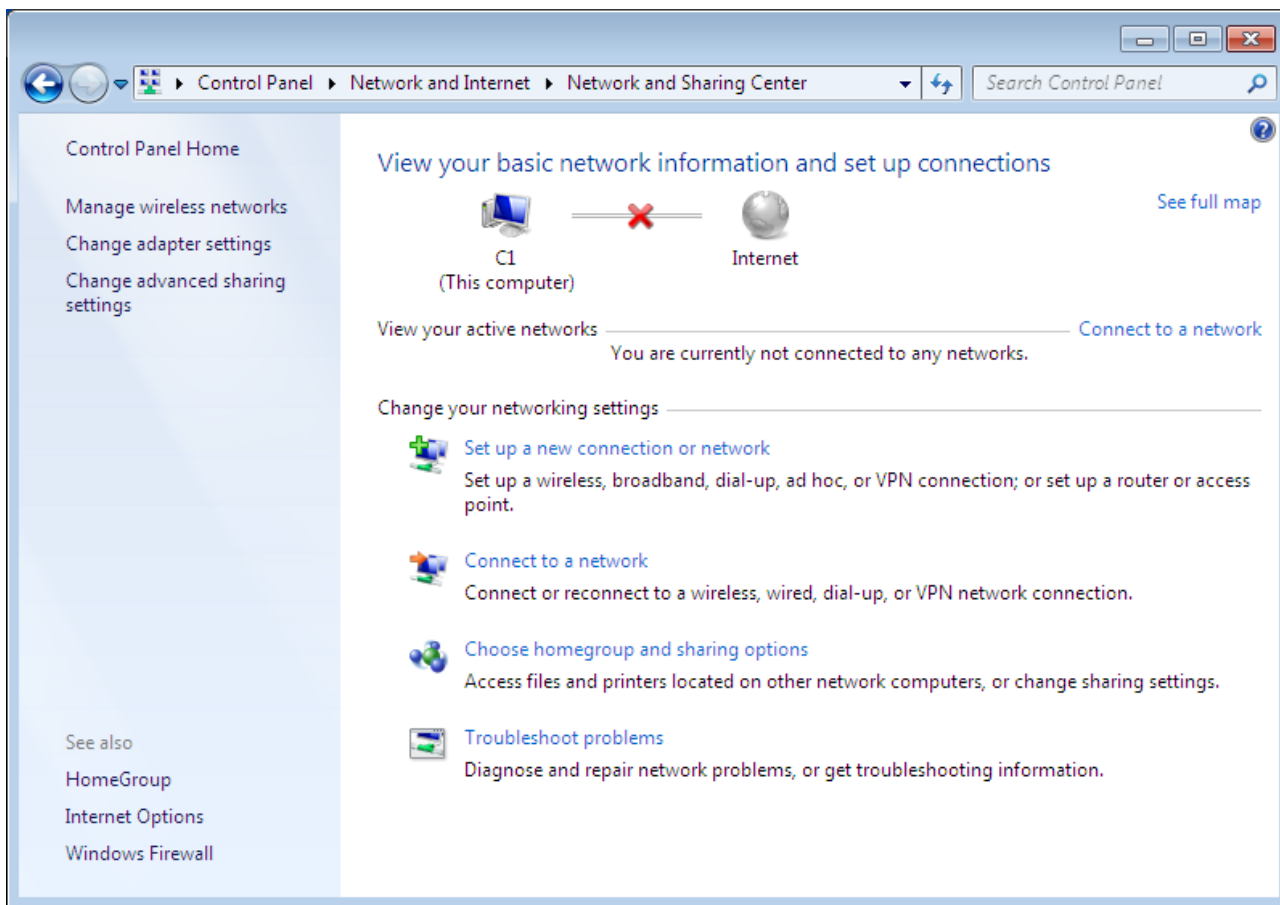 Control Panel Network and Internet Network and Sharing Center Search Control Panel
Control Panel Home
Manage wireless networks
Change adapter settings
Change advanced sharing
settings
See also
HomeGroup
Internet Options
Windows Firewall
View your basic network information and set up connections
See full map
C1
(This computer)
Internet
View your active networks Connect to a network
You are currently not connected to any networks.
Change your networking settings
Set up a new connection or network
Set up a wireless, broadband, dial-up, ad hoc, or VPN connection; or set up a router or access
point.
Connect to a network
Connect or reconnect to a wireless, wired, dial-up, or VPN network connection.
Choose homegroup and sharing options
Access files and printers located on other network computers, or change sharing settings.
Troubleshoot problems
Diagnose and repair network problems, or get troubleshooting information.